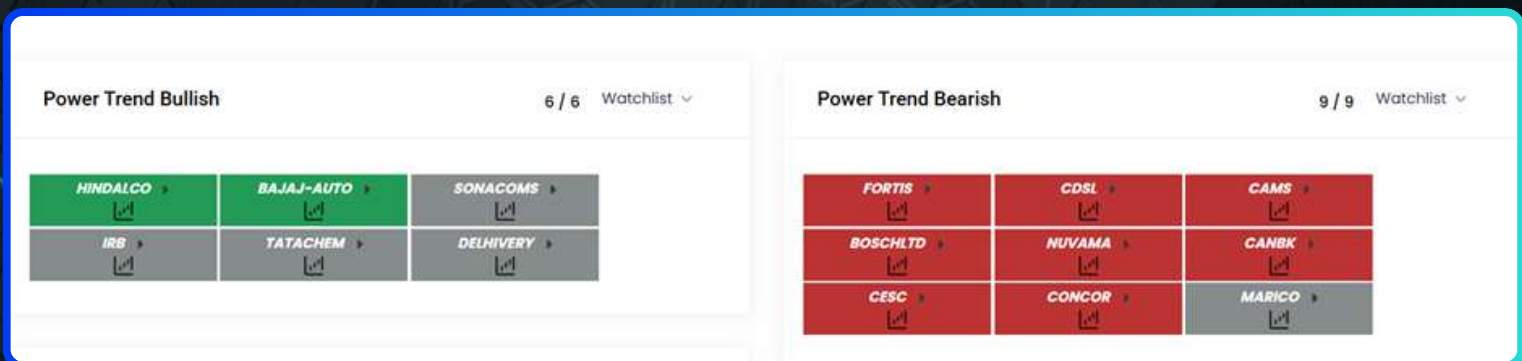 Power Trend Bullish 6 / 6 Watchlist
HINDALCO BAJAJ-AUTO SONACOMS
IRB TATACHEM DELHIVERY
Power Trend Bearish 9 / 9 Watchlist
FORTIS CDSL CAMS
BOSCHLTD NUVAMA CANBK
CESC CONCOR MARICO